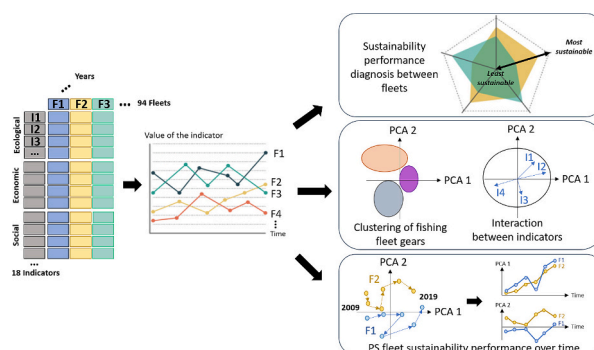 Years
F1 F2 F3 ... 94 Fleets
Ecological
I1
I2
I3
...
Economic
Social
...
18 Indicators
Value of the indicator
F1
F2
F3
F4
Time
Sustainability
performance
diagnosis between
fleets
Most
sustainable
Least
sustainable
PCA 2
PCA 1
Clustering of fishing
fleet gears
PCA 2
I1
I2
PCA 1
I4
I3
Interaction
between indicators
PCA 2
F2
2009
2019
PCA 1
F1
PCA 1
F1
F2
Time
PCA 2
F2
F1
Time
PS fleet sustainability performance over time